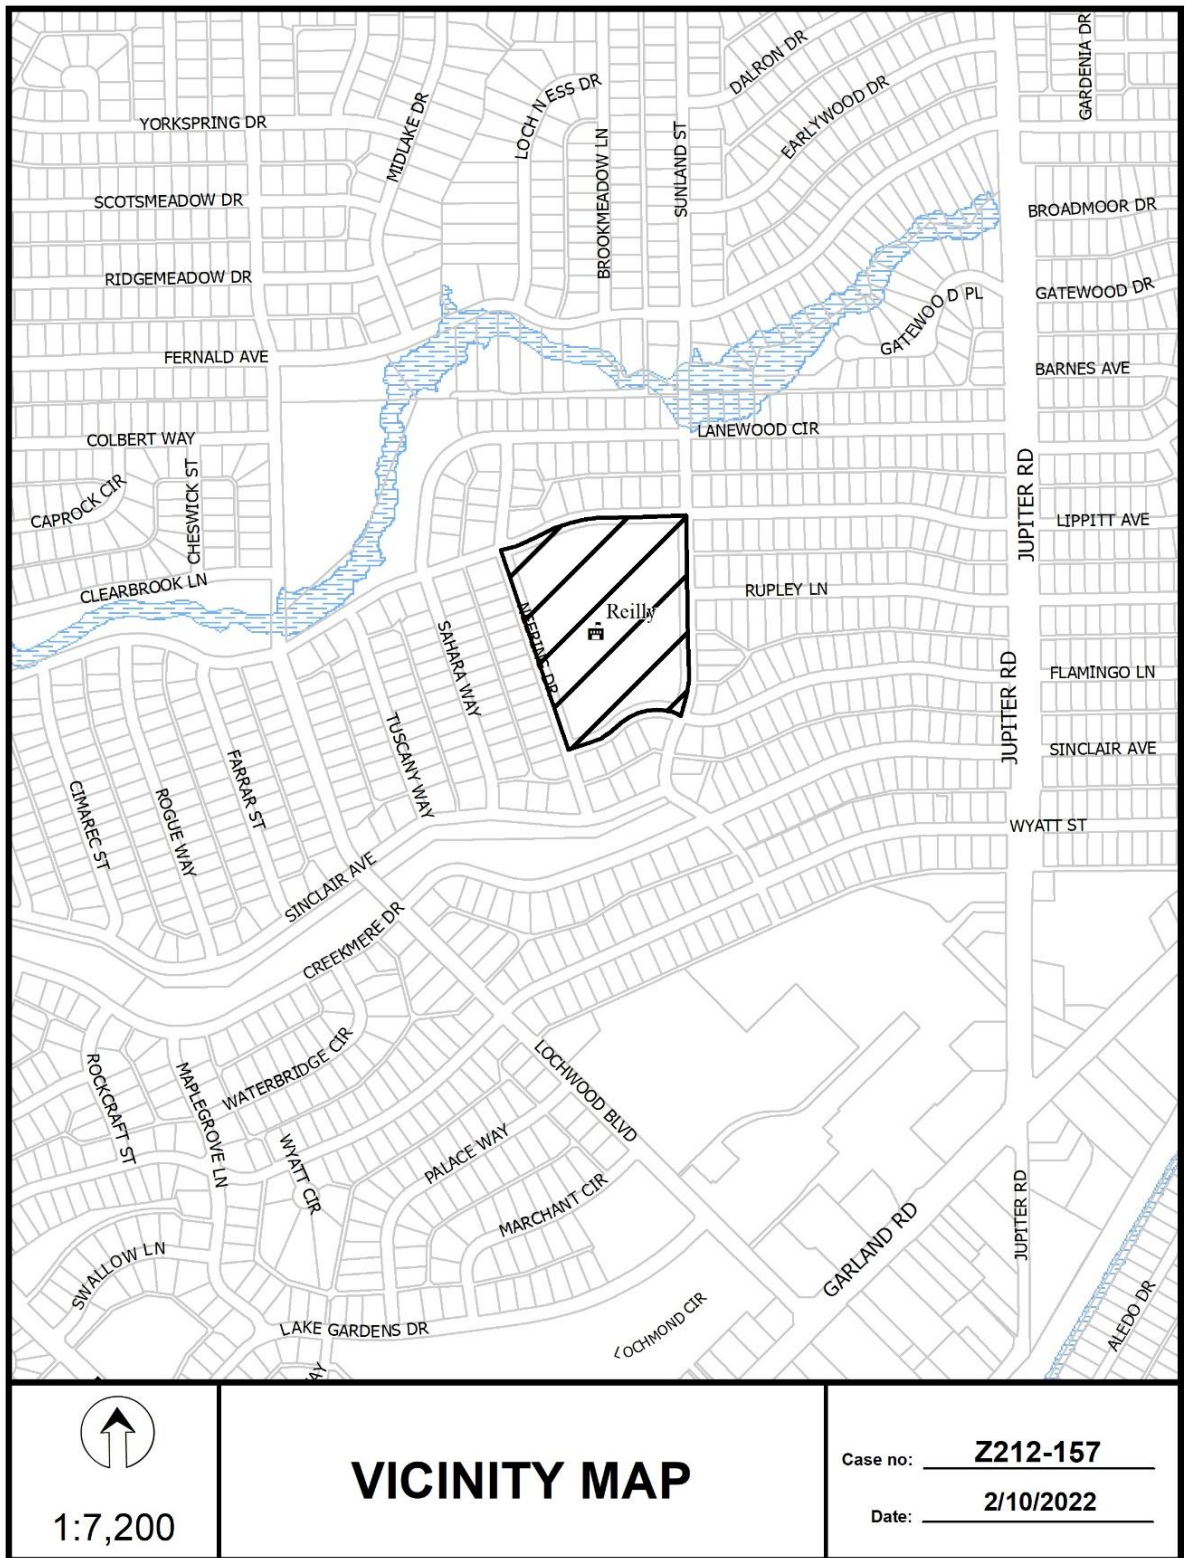 GARDENIA DR
DALRON DR
LOCH NESS DR
EARLYWOOD DR
MIDLAKE DR
YORKSPRING DR
BROOKMEADOW LN
SUNLAND ST
SCOTSMEADOW DR
BROADMOOR DR
RIDGEMEADOW DR
GATEWOOD DR
GATEWOO D PL
FERNALD AVE
BARNES AVE
COLBERT WAY
LANEWOOD CIR
CHESWICK ST
CAPROCK CIR
JUPITER RD
LIPPITT AVE
CLEARBROOK LN
RUPLEY LN
Reilly
SAHARA WAY
JUPITER RD
FLAMINGO LN
TUSCANY WAY
SINCLAIR AVE
FARRAR ST
CIMAREC ST
ROGUE WAY
WYATT ST
SINCLAIR AVE
CREEKMERE DR
ROCKCRAFT ST
MAPLEGROVE LN
WATERBRIDGE CIR
LOCHWOOD BLVD
WYATT CIR
PALACE WAY
MARCHANT CIR
JUPITER RD
GARLAND RD
SWALLOW LN
LAKE GARDENS DR
ALEDO DR
AY
1:7,200
VICINITY MAP
Case no: Z212-157
Date: 2/10/2022